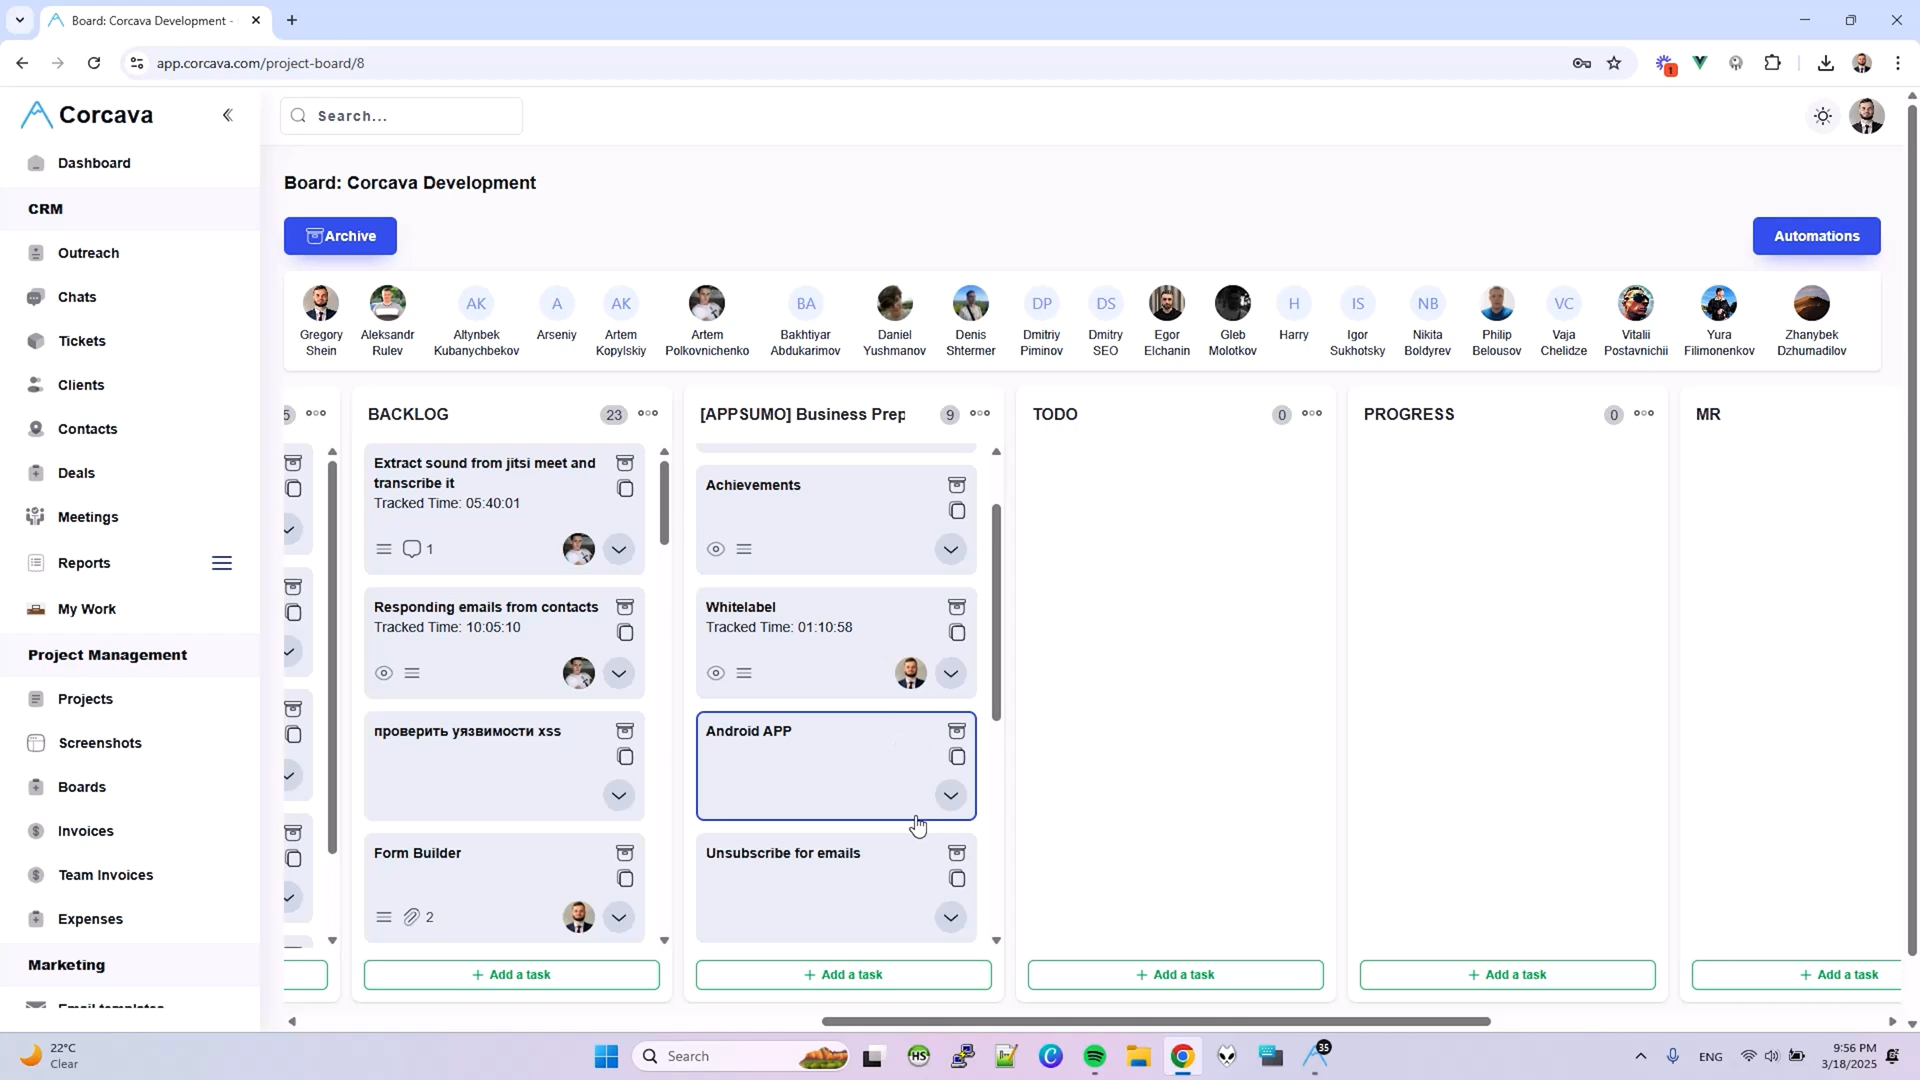 Board: Corcava Development -
app.corcava.com/project-board/8
1
Corcava
Search...
Dashboard
CRM
Outreach
Chats
Tickets
Clients
Contacts
Deals
Meetings
Reports
My Work
Project Management
Projects
Screenshots
Boards
Invoices
Team Invoices
Expenses
Marketing
Email templates
Board: Corcava Development
Archive
Automations
AK
A
AK
BA
DP
DS
H
IS
NB
VC
Gregory Shein
Aleksandr Rulev
Altynbek Kubanychbekov
Arseniy
Artem Kopylskiy
Artem Polkovnichenko
Bakhtiyar Abdukarimov
Daniel Yushmanov
Denis Shtermer
Dmitriy Piminov
Dmitry SEO
Egor Elchanin
Gleb Molotkov
Harry
Igor Sukhotsky
Nikita Boldyrev
Philip Belousov
Vaja Chelidze
Vitalii Postavnichii
Yura Filimonenkov
Zhanybek Dzhumadilov
5
BACKLOG
23
Extract sound from jitsi meet and
transcribe it
Tracked Time: 05:40:01
1
Responding emails from contacts
Tracked Time: 10:05:10
проверить уязвимости xss
Form Builder
2
+ Add a task
[APPSUMO] Business Prep
9
Achievements
Whitelabel
Tracked Time: 01:10:58
Android APP
Unsubscribe for emails
+ Add a task
TODO
0
+ Add a task
PROGRESS
0
+ Add a task
MR
+ Add a task
22°C
Clear
Search
HS
35
ENG
9:56 PM
3/18/2025